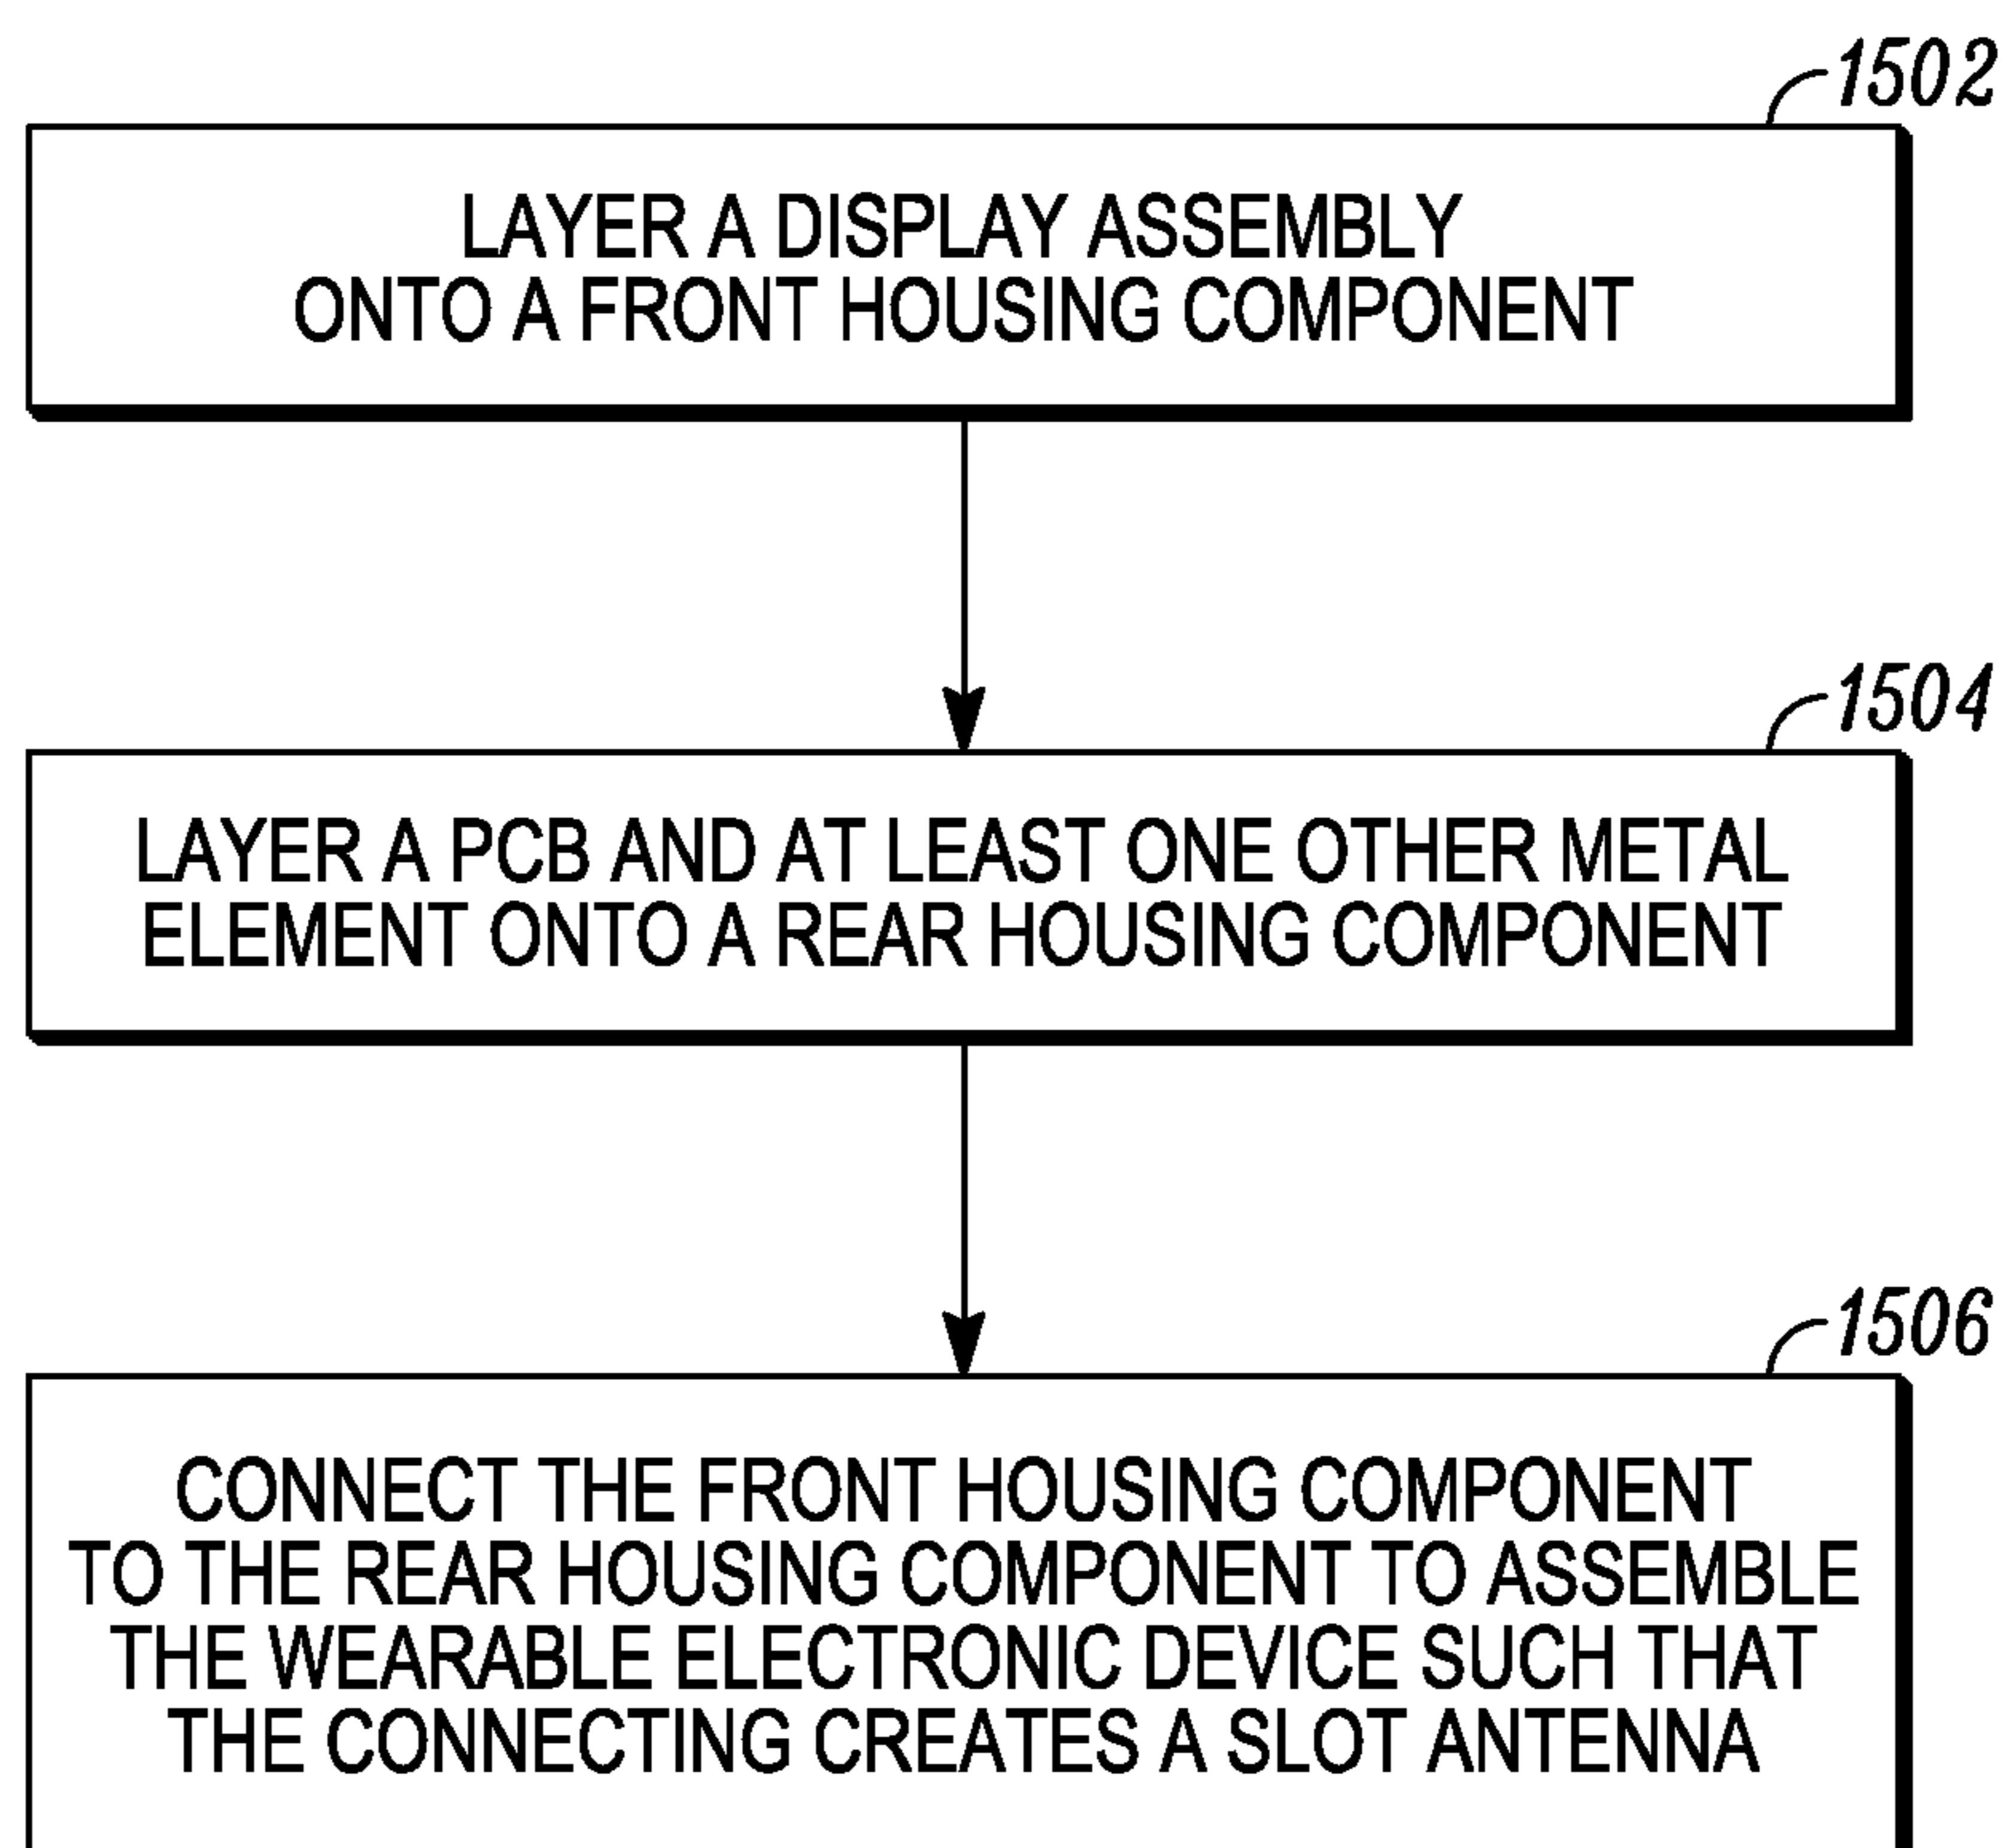 1502
LAYER A DISPLAY ASSEMBLY
ONTO A FRONT HOUSING COMPONENT
1504
LAYER A PCB AND AT LEAST ONE OTHER METAL
ELEMENT ONTO A REAR HOUSING COMPONENT
1506
CONNECT THE FRONT HOUSING COMPONENT
TO THE REAR HOUSING COMPONENT TO ASSEMBLE
THE WEARABLE ELECTRONIC DEVICE SUCH THAT
THE CONNECTING CREATES A SLOT ANTENNA